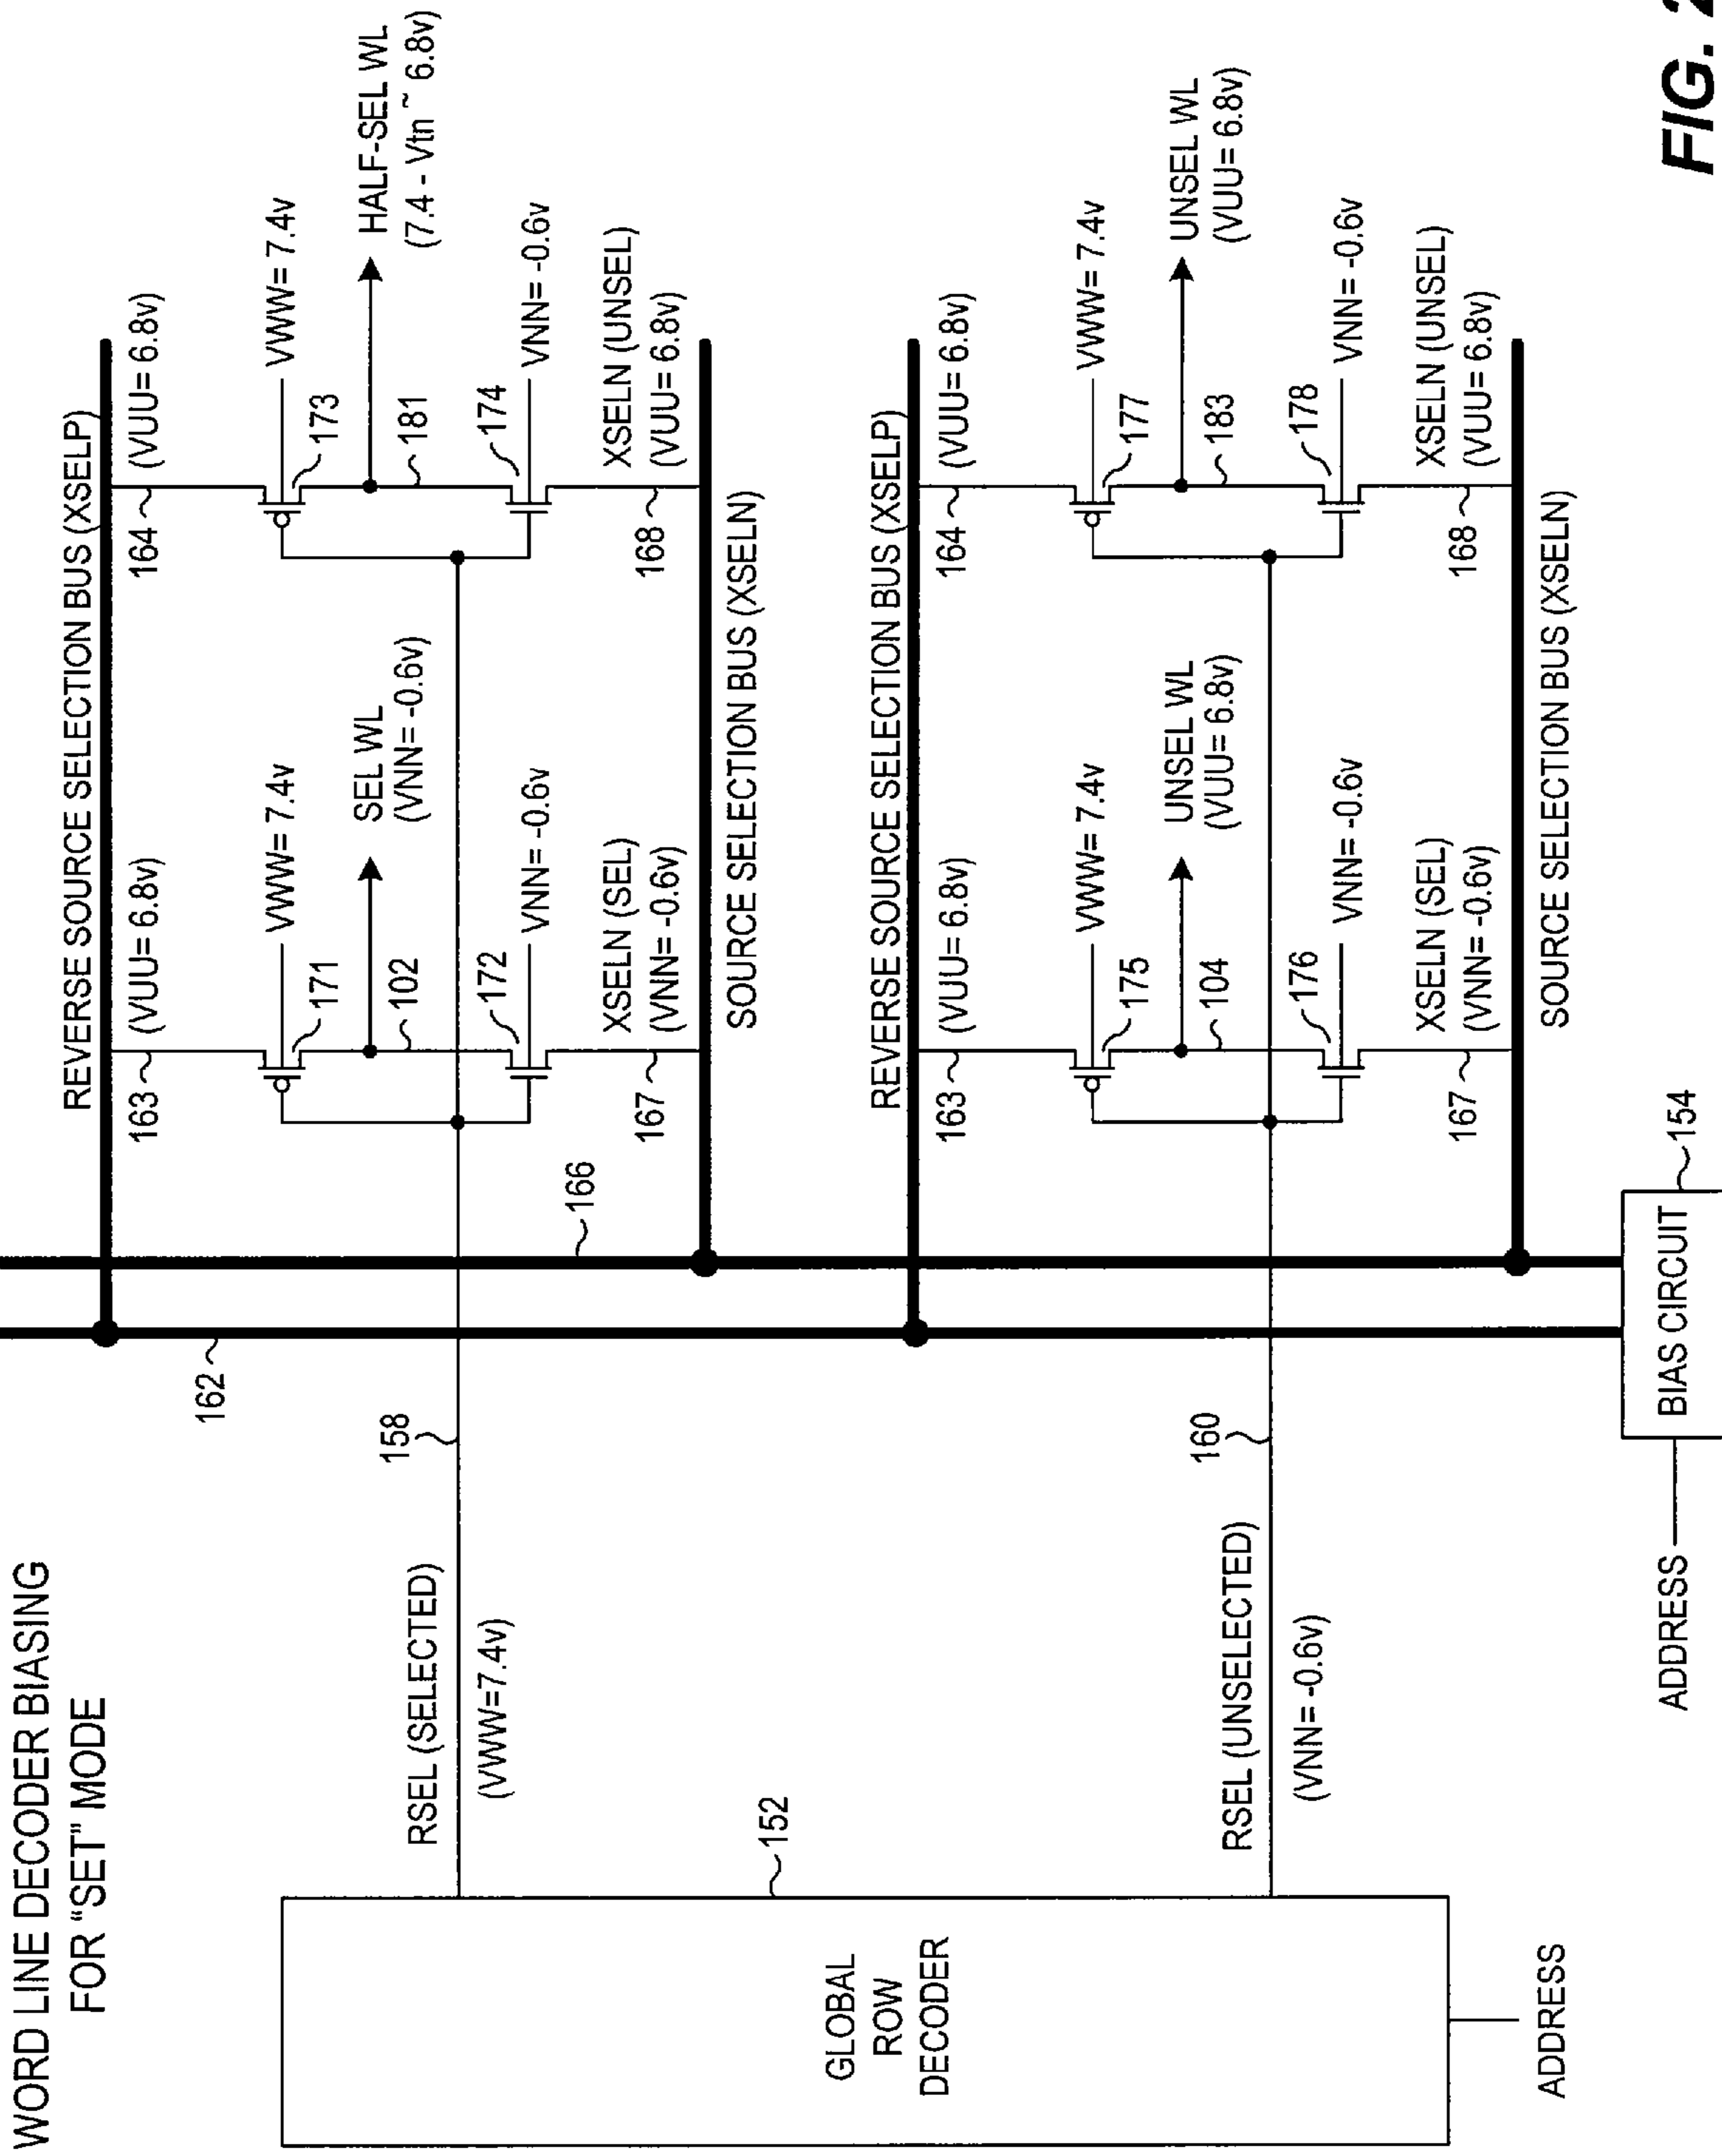 WORD LINE DECODER BIASING
FOR "SET" MODE
REVERSE SOURCE SELECTION BUS (XSELP)
163
(VUU= 6.8v)
164
(VUU= 6.8v)
162
VWW= 7.4v
171
VWW= 7.4v
173
SEL WL
(VNN= -0.6v)
HALF-SEL WL
(7.4 - Vtn ~ 6.8v)
102
181
158
RSEL (SELECTED)
(VWW=7.4v)
172
VNN= -0.6v
174
VNN= -0.6v
166
167
XSELN (SEL)
(VNN= -0.6v)
168
XSELN (UNSEL)
(VUU= 6.8v)
SOURCE SELECTION BUS (XSELN)
152
GLOBAL
ROW
DECODER
REVERSE SOURCE SELECTION BUS (XSELP)
163
(VUU= 6.8v)
164
(VUU= 6.8v)
VWW= 7.4v
175
VWW= 7.4v
177
UNSEL WL
(VUU= 6.8v)
UNSEL WL
(VUU= 6.8v)
104
183
160
RSEL (UNSELECTED)
(VNN= -0.6v)
176
VNN= -0.6v
178
VNN= -0.6v
167
XSELN (SEL)
(VNN= -0.6v)
168
XSELN (UNSEL)
(VUU= 6.8v)
SOURCE SELECTION BUS (XSELN)
ADDRESS
ADDRESS
BIAS CIRCUIT
154
FIG. 2